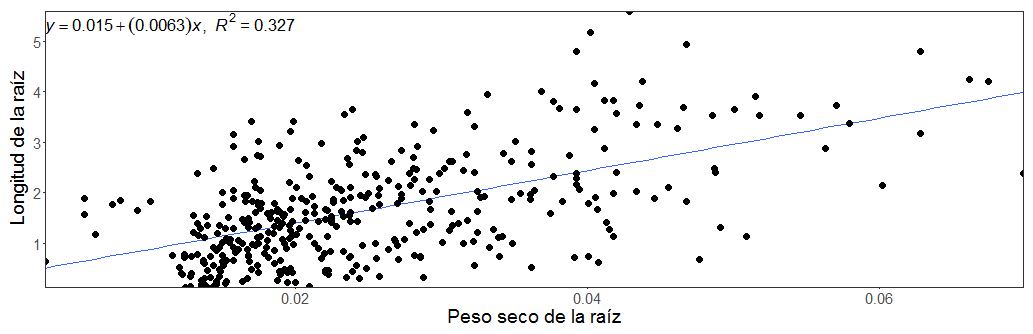 y = 0.015 + (0.0063)x, R² = 0.327
5
4
3
2
1
Longitud de la raíz
0.02 0.04 0.06
Peso seco de la raíz